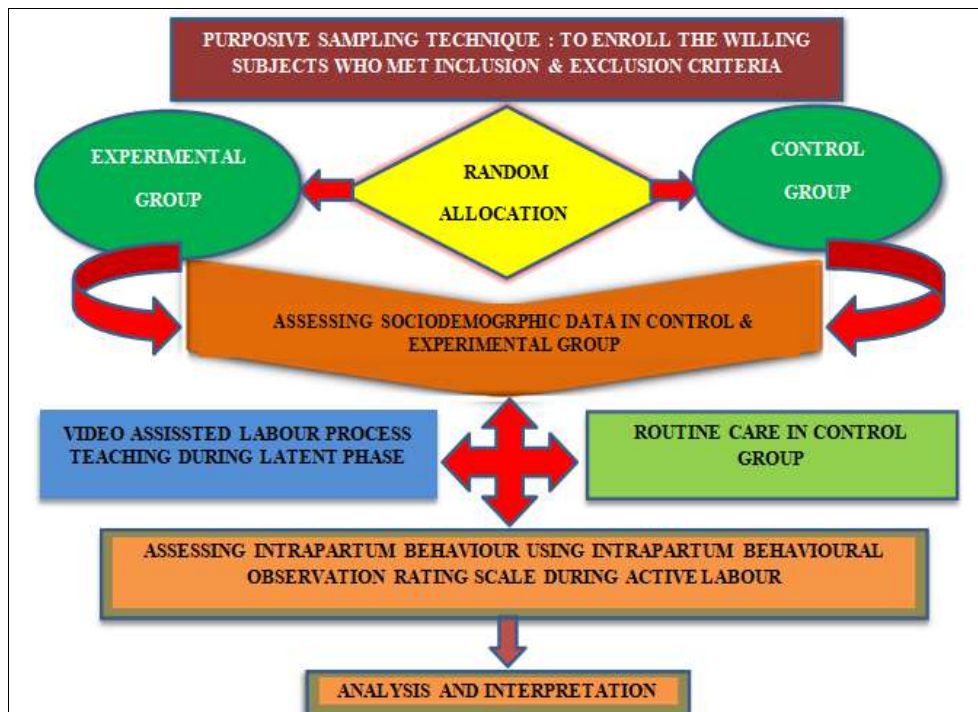 PURPOSIVE SAMPLING TECHNIQUE : TO ENROLL THE WILLING
SUBJECTS WHO MET INCLUSION & EXCLUSION CRITERIA
EXPERIMENTAL
GROUP
RANDOM
ALLOCATION
CONTROL
GROUP
ASSESSING SOCIODEMOGRPHIC DATA IN CONTROL &
EXPERIMENTAL GROUP
VIDEO ASSISSTED LABOUR PROCESS
TEACHING DURING LATENT PHASE
ROUTINE CARE IN CONTROL
GROUP
ASSESSING INTRAPARTUM BEHAVIOUR USING INTRAPARTUM BEHAVIOURAL
OBSERVATION RATING SCALE DURING ACTIVE LABOUR
ANALYSIS AND INTERPRETATION